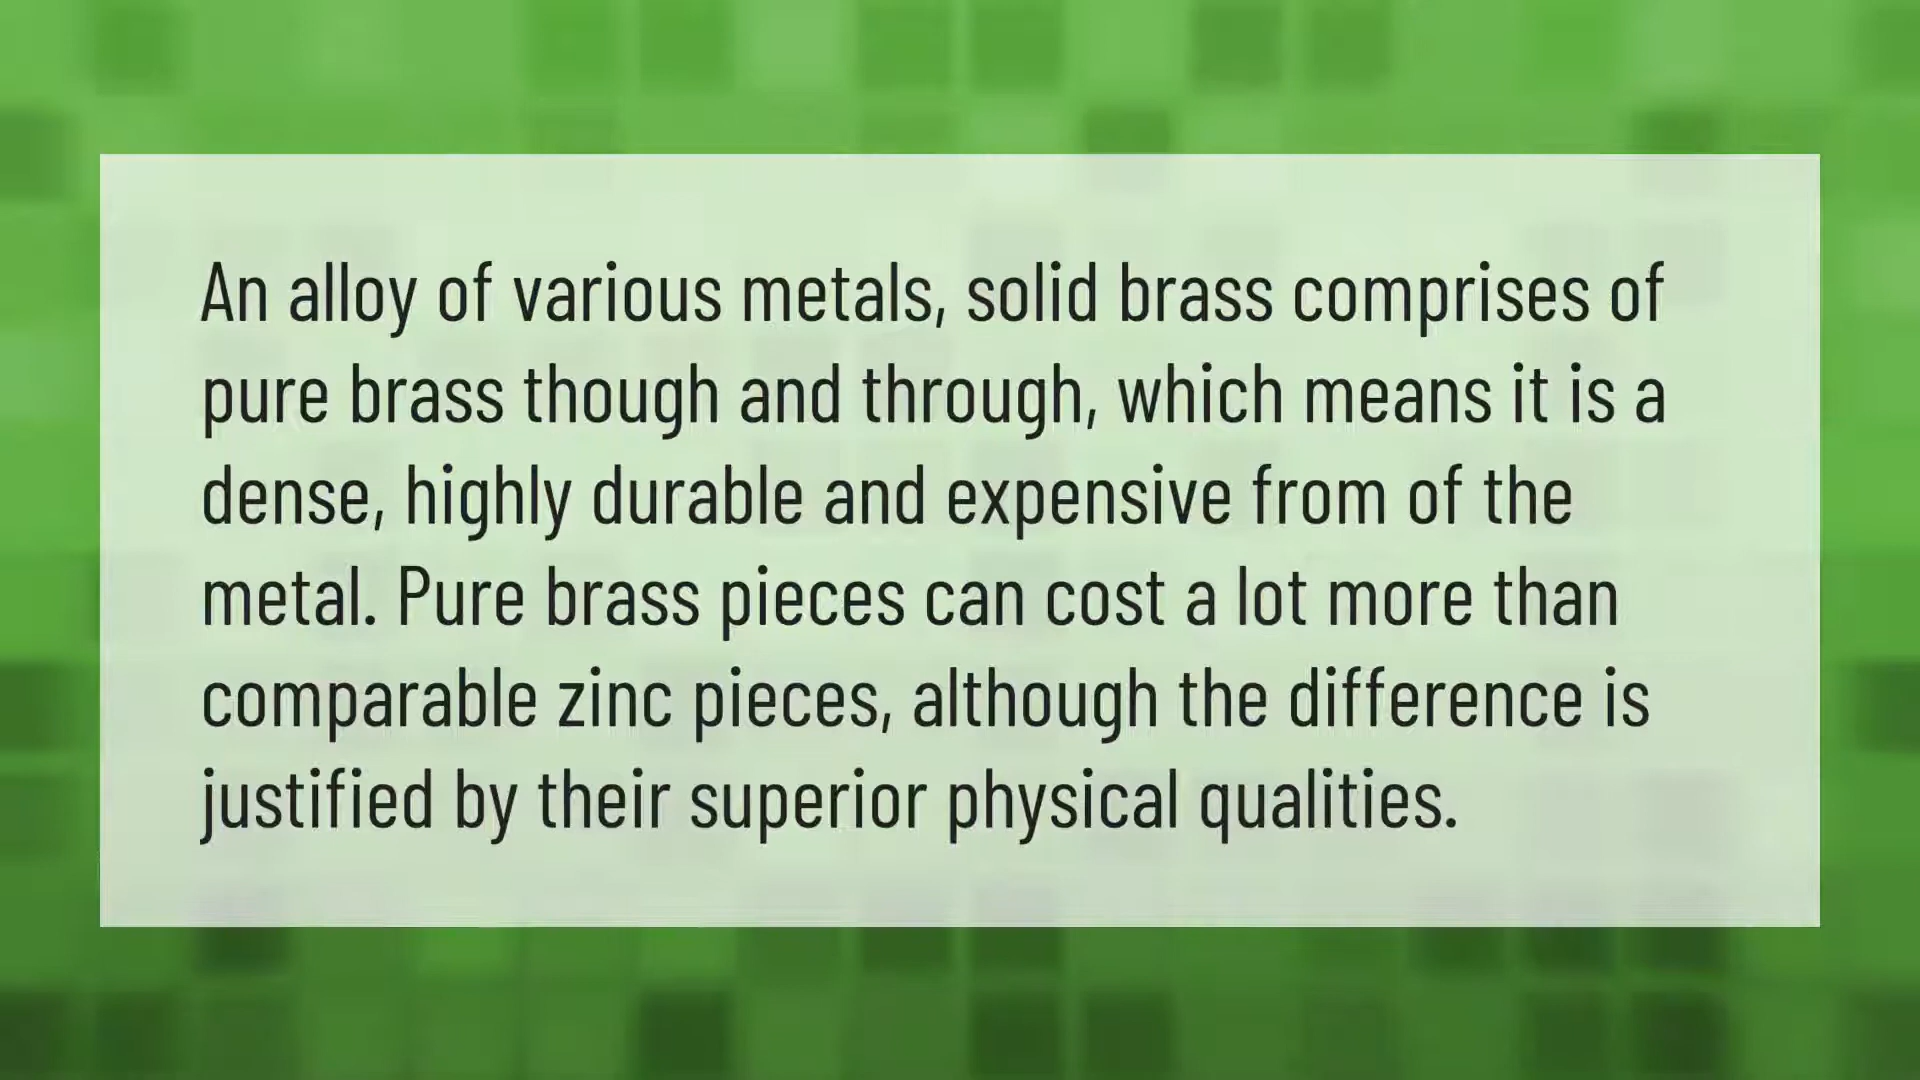 An alloy of various metals, solid brass comprises of
pure brass though and through, which means it is a
dense, highly durable and expensive from of the
metal. Pure brass pieces can cost a lot more than
comparable zinc pieces, although the difference is
justified by their superior physical qualities.